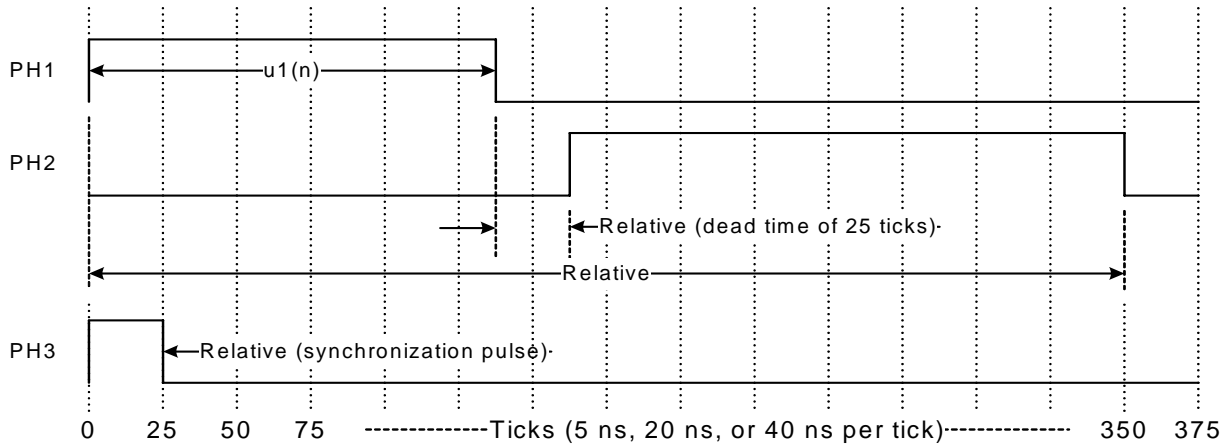 PH1
u1(n)
PH2
Relative (dead time of 25 ticks)
Relative
PH3
Relative (synchronization pulse)
0 25 50 75 Ticks (5 ns, 20 ns, or 40 ns per tick) 350 375